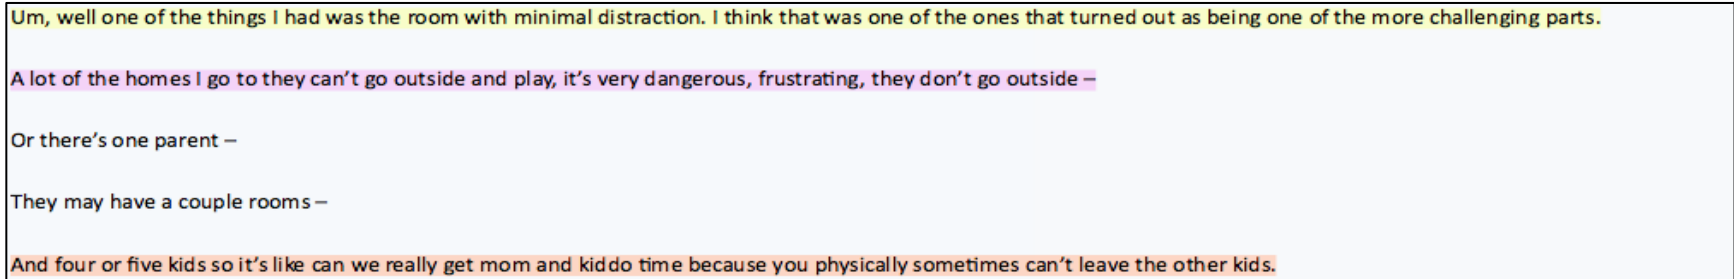 Um, well one of the things I had was the room with minimal distraction. I think that was one of the ones that turned out as being one of the more challenging parts.
A lot of the homes I go to they can’t go outside and play, it’s very dangerous, frustrating, they don’t go outside –
Or there’s one parent –
They may have a couple rooms –
And four or five kids so it’s like can we really get mom and kiddo time because you physically sometimes can’t leave the other kids.